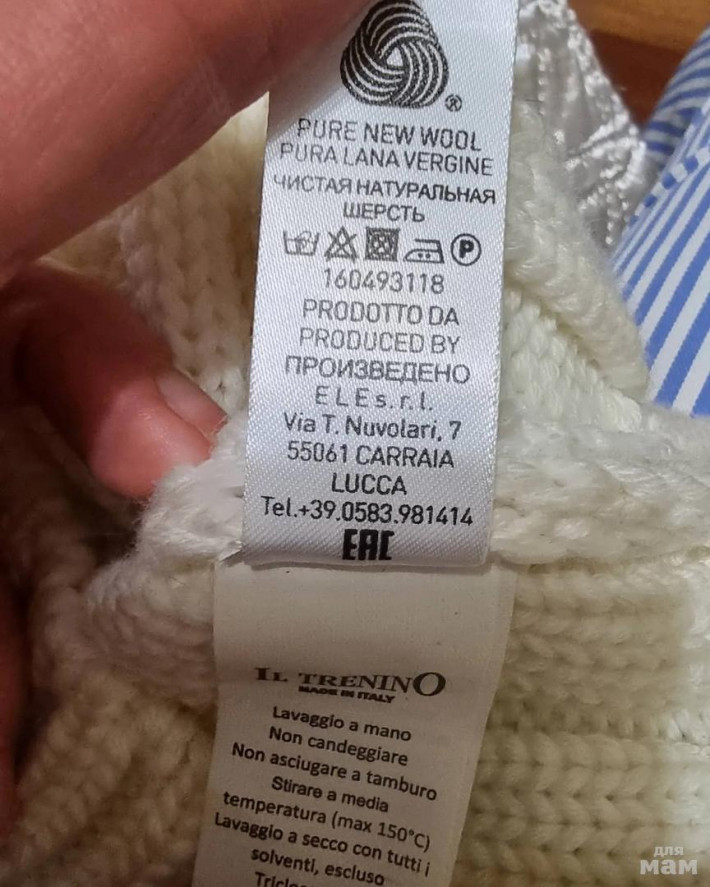 ®
PURE NEW WOOL
PURA LANA VERGINE
ЧИСТАЯ НАТУРАЛЬНАЯ
ШЕРСТЬ
P
160493118
PRODOTTO DA
PRODUCED BY
ПРОИЗВЕДЕНО
E L E s. r. l.
Via T. Nuvolari, 7
55061 CARRAIA
LUCCA
Tel.+39.0583.981414
EAC
IL TRENINO
MADE IN ITALY
Lavaggio a mano
Non candeggiare
Non asciugare a tamburo
Stirare a media
temperatura (max 150°C)
Lavaggio a secco con tutti i
solventi, escluso
для
мам